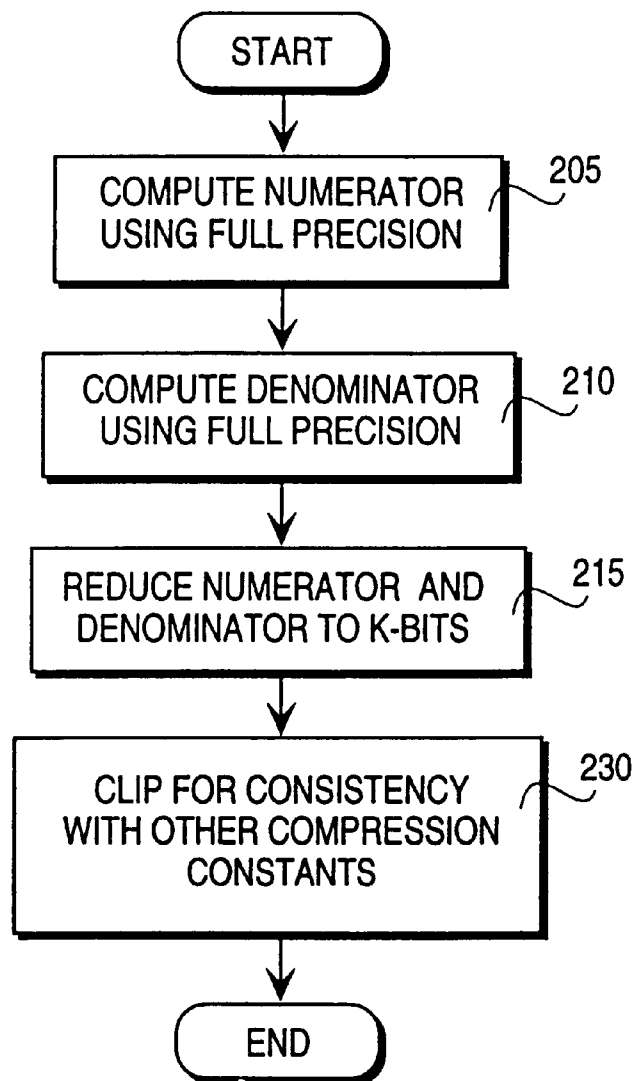 START
COMPUTE NUMERATOR
USING FULL PRECISION
205
COMPUTE DENOMINATOR
USING FULL PRECISION
210
REDUCE NUMERATOR AND
DENOMINATOR TO K-BITS
215
CLIP FOR CONSISTENCY
WITH OTHER COMPRESSION
CONSTANTS
230
END